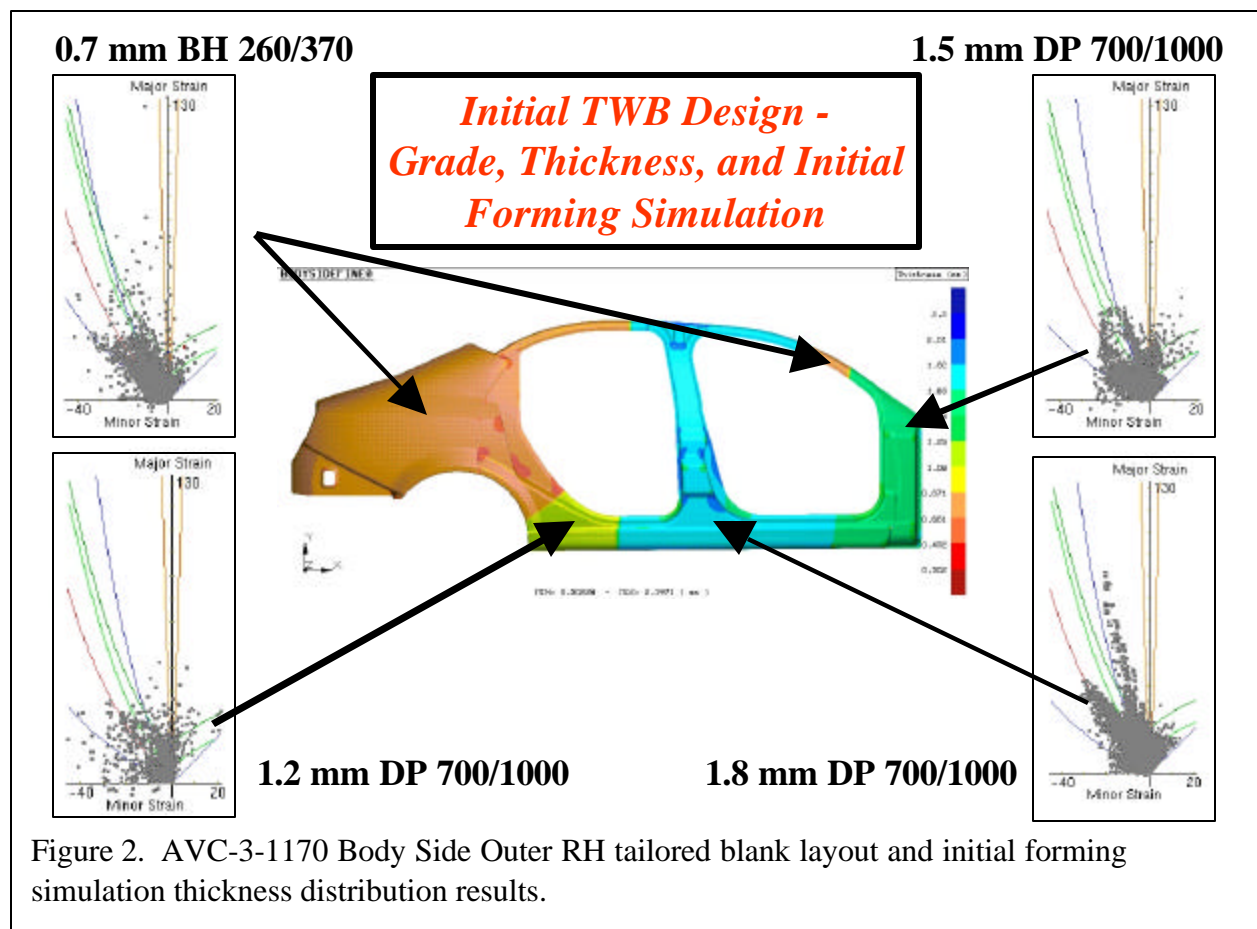 0.7 mm BH 260/370
1.5 mm DP 700/1000
Initial TWB Design -
Grade, Thickness, and Initial
Forming Simulation
Major Strain
130
-40
20
Minor Strain
Major Strain
130
-40
20
Minor Strain
Thickness (mm)
Y
Z
X
Major Strain
130
-40
20
Minor Strain
Major Strain
130
-40
20
Minor Strain
1.2 mm DP 700/1000
1.8 mm DP 700/1000
Figure 2. AVC-3-1170 Body Side Outer RH tailored blank layout and initial forming
simulation thickness distribution results.